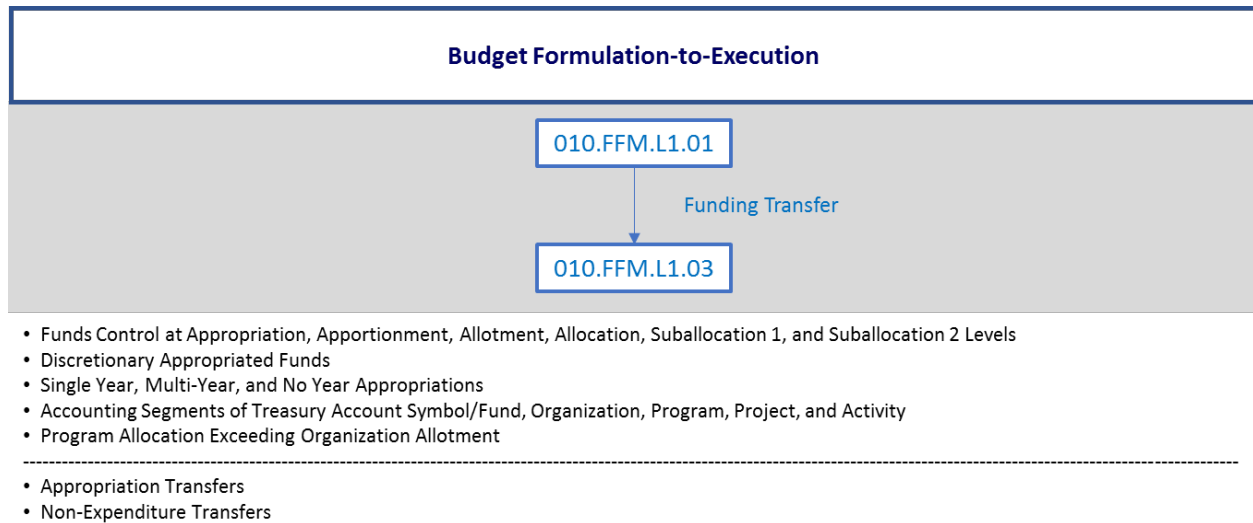 Budget Formulation-to-Execution
010.FFM.L1.01
Funding Transfer
010.FFM.L1.03
• Funds Control at Appropriation, Apportionment, Allotment, Allocation, Suballocation 1, and Suballocation 2 Levels
• Discretionary Appropriated Funds
• Single Year, Multi-Year, and No Year Appropriations
• Accounting Segments of Treasury Account Symbol/Fund, Organization, Program, Project, and Activity
• Program Allocation Exceeding Organization Allotment
• Appropriation Transfers
• Non-Expenditure Transfers